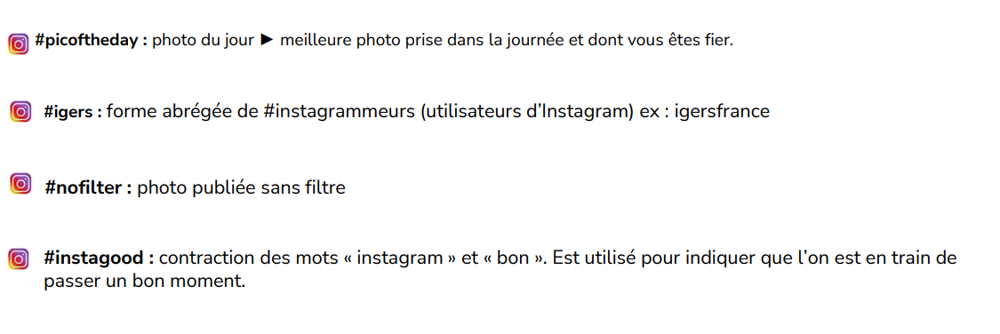 #picoftheday : photo du jour ► meilleure photo prise dans la journée et dont vous êtes fier.
#igers : forme abrégée de #instagrammeurs (utilisateurs d’Instagram) ex : igersfrance
#nofilter : photo publiée sans filtre
#instagood : contraction des mots « instagram » et « bon ». Est utilisé pour indiquer que l’on est en train de
passer un bon moment.